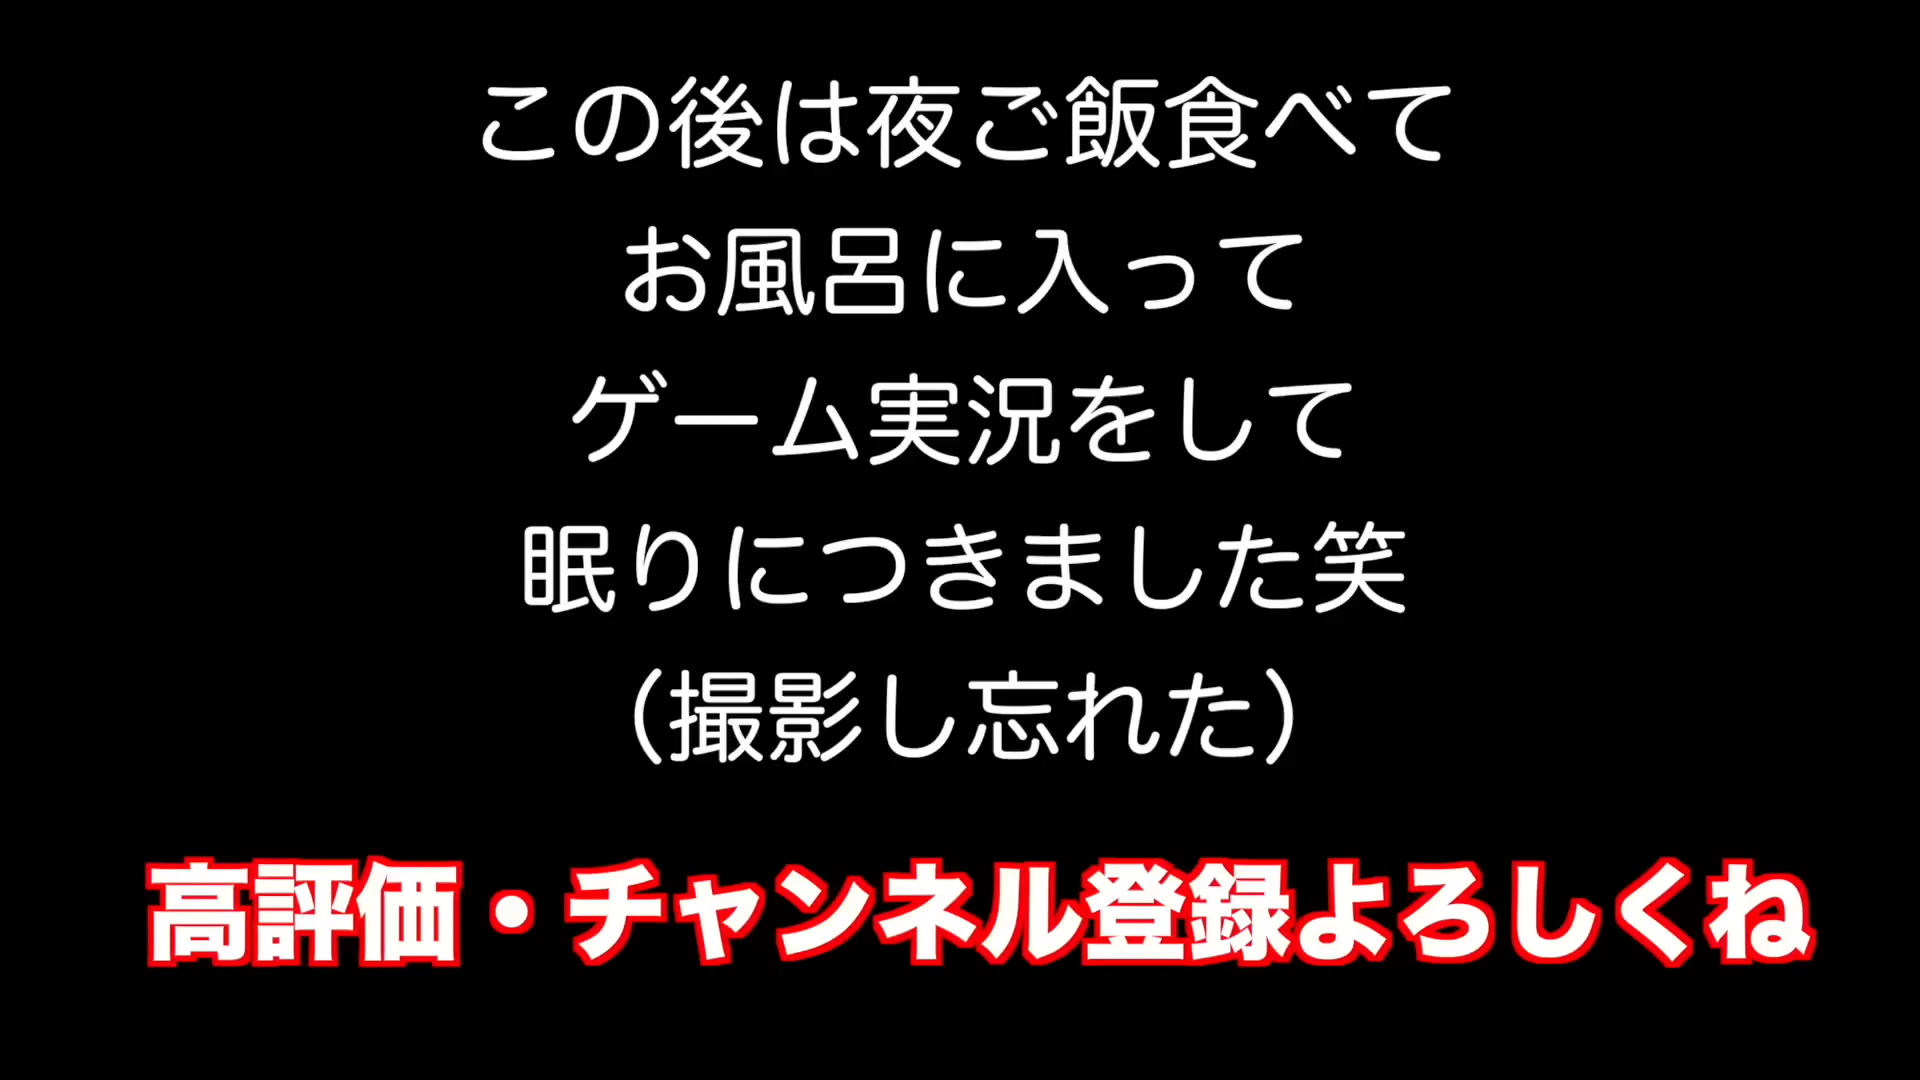 この後は夜ご飯食べて
お風呂に入って
ゲーム実況をして
眠りにつきました笑
（撮影し忘れた）
高評価・チャンネル登録よろしくね